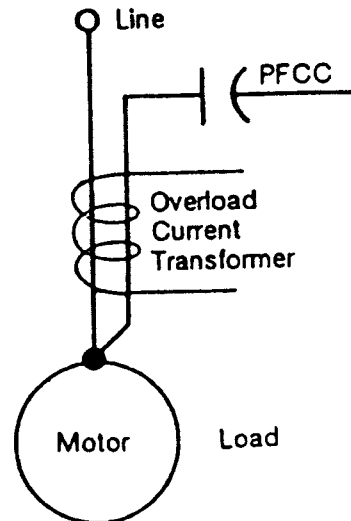 Line
PFCC
Overload
Current
Transformer
Motor
Load